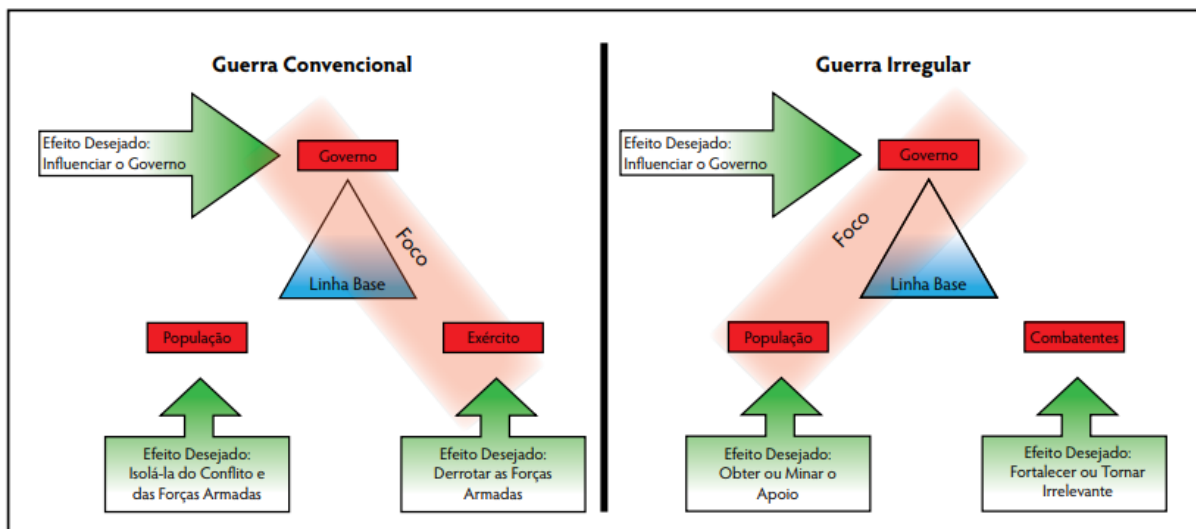 Guerra Convencional
Efeito Desejado:
Influenciar o Governo
Governo
Foco
Linha Base
População
Exército
Efeito Desejado:
Isolá-la do Conflito e
das Forças Armadas
Efeito Desejado:
Derrotar as Forças
Armadas
Guerra Irregular
Efeito Desejado:
Influenciar o Governo
Governo
Foco
Linha Base
População
Combatentes
Efeito Desejado:
Obter ou Minar o
Apoio
Efeito Desejado:
Fortalecer ou Tornar
Irrelevante